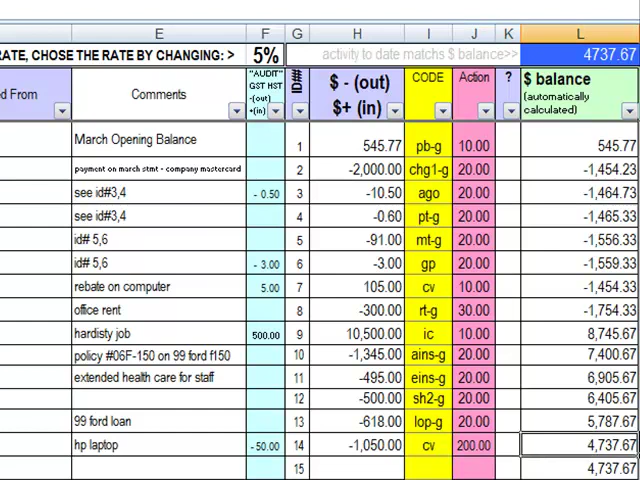 E F G H I J K L
RATE, CHOSE THE RATE BY CHANGING: > 5% activity to date matchs $ balance>> 4737.67
d From Comments "AUDIT" GST HST -(out) +(in) ID# $ - (out) $+ (in) CODE Action ? $ balance (automatically calculated)
March Opening Balance 1 545.77 pb-g 10.00 545.77
payment on march stmt - company mastercard 2 -2,000.00 chg1-g 20.00 -1,454.23
see id#3,4 - 0.50 3 -10.50 ago 20.00 -1,464.73
see id#3,4 4 -0.60 pt-g 20.00 -1,465.33
id# 5,6 5 -91.00 mt-g 20.00 -1,556.33
id# 5,6 - 3.00 6 -3.00 gp 20.00 -1,559.33
rebate on computer 5.00 7 105.00 cv 10.00 -1,454.33
office rent 8 -300.00 rt-g 30.00 -1,754.33
hardisty job 500.00 9 10,500.00 ic 10.00 8,745.67
policy #06F-150 on 99 ford f150 10 -1,345.00 ains-g 20.00 7,400.67
extended health care for staff 11 -495.00 eins-g 20.00 6,905.67
12 -500.00 sh2-g 20.00 6,405.67
99 ford loan 13 -618.00 lop-g 20.00 5,787.67
hp laptop - 50.00 14 -1,050.00 cv 200.00 4,737.67
15 4,737.67